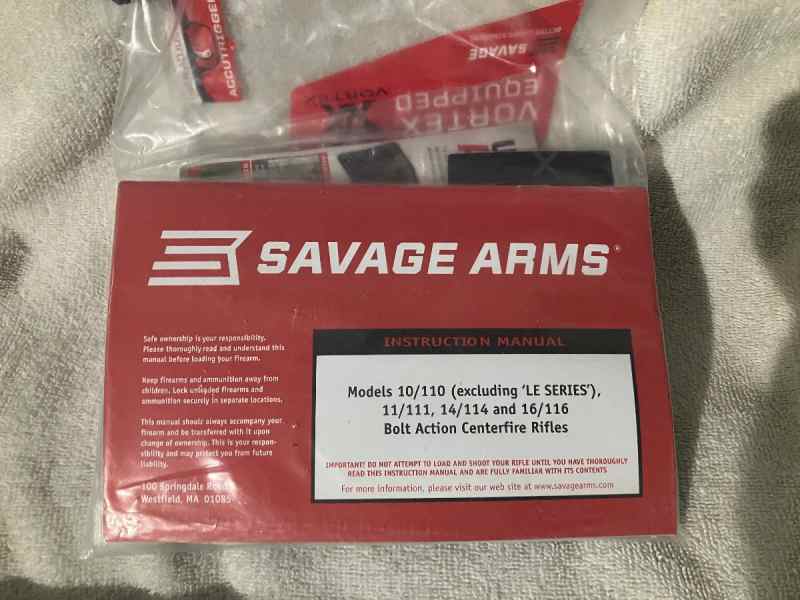 ACCUTRIGGER
SAVAGE
VORTEX
EQUIPPED
VORTEX
SAVAGE ARMS®
Safe ownership is your responsibility.
Please thoroughly read and understand this
manual before loading your firearm.
Keep firearms and ammunition away from
children. Lock unloaded firearms and
ammunition securely in separate locations.
This manual should always accompany your
firearm and be transferred with it upon
change of ownership. This is your respon-
sibility and may protect you from future
liability.
100 Springdale Road
Westfield, MA 01085
INSTRUCTION MANUAL
Models 10/110 (excluding 'LE SERIES'),
11/111, 14/114 and 16/116
Bolt Action Centerfire Rifles
IMPORTANT! DO NOT ATTEMPT TO LOAD AND SHOOT YOUR RIFLE UNTIL YOU HAVE THOROUGHLY
READ THIS INSTRUCTION MANUAL AND ARE FULLY FAMILIAR WITH ITS CONTENTS
For more information, please visit our web site at www.savagearms.com